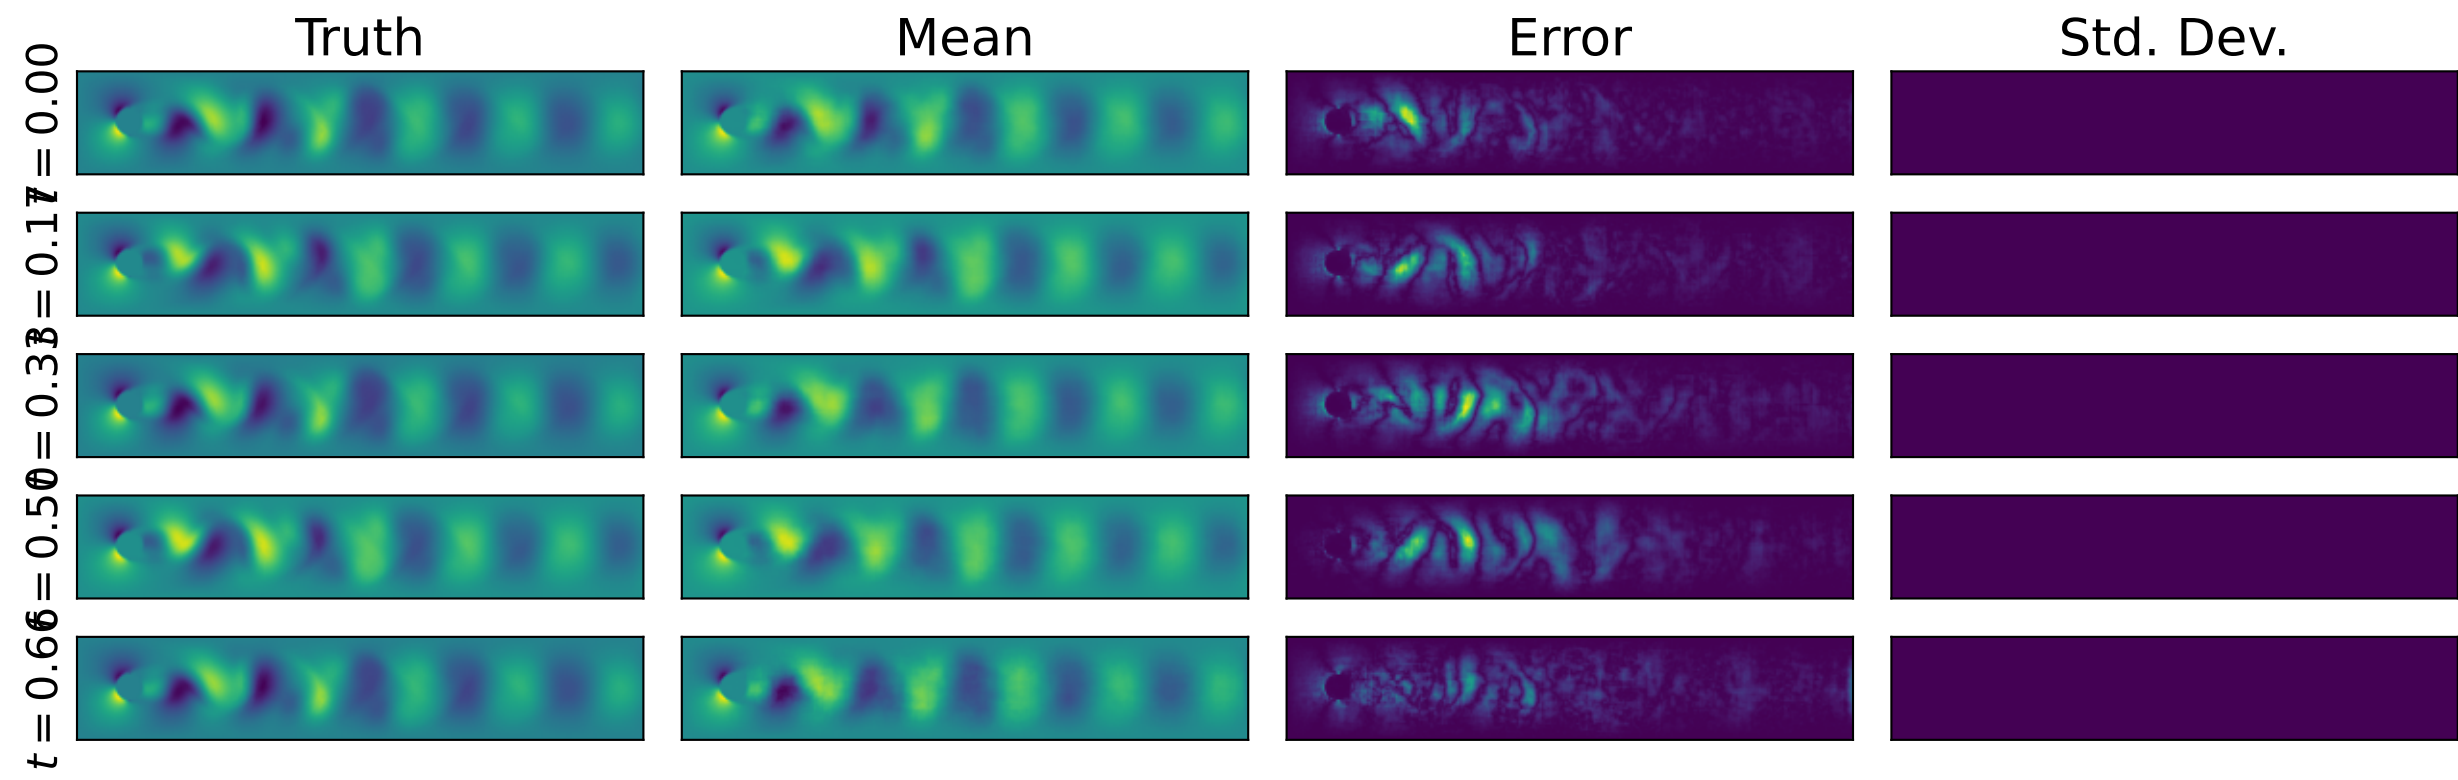 Truth Mean Error Std. Dev.
t = 0.00
t = 0.17
t = 0.33
t = 0.50
t = 0.66